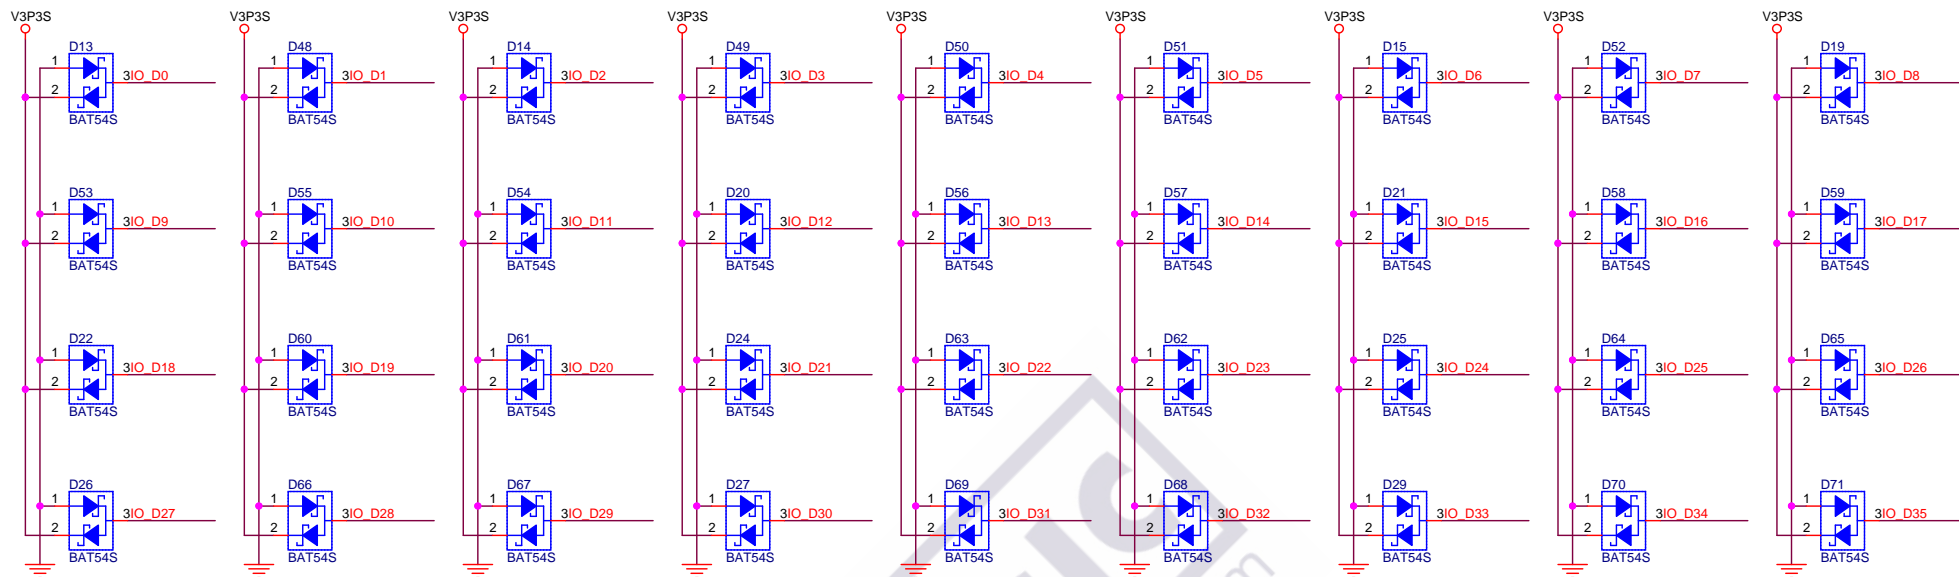 V3P3S V3P3S V3P3S V3P3S V3P3S V3P3S V3P3S V3P3S V3P3S
D13 D48 D14 D49 D50 D51 D15 D52 D19
1 1 1 1 1 1 1 1 1
3IO_D0 3IO_D1 3IO_D2 3IO_D3 3IO_D4 3IO_D5 3IO_D6 3IO_D7 3IO_D8
2 2 2 2 2 2 2 2 2
BAT54S BAT54S BAT54S BAT54S BAT54S BAT54S BAT54S BAT54S BAT54S
D53 D55 D54 D20 D56 D57 D21 D58 D59
1 1 1 1 1 1 1 1 1
3IO_D9 3IO_D10 3IO_D11 3IO_D12 3IO_D13 3IO_D14 3IO_D15 3IO_D16 3IO_D17
2 2 2 2 2 2 2 2 2
BAT54S BAT54S BAT54S BAT54S BAT54S BAT54S BAT54S BAT54S BAT54S
D22 D60 D61 D24 D63 D62 D25 D64 D65
1 1 1 1 1 1 1 1 1
3IO_D18 3IO_D19 3IO_D20 3IO_D21 3IO_D22 3IO_D23 3IO_D24 3IO_D25 3IO_D26
2 2 2 2 2 2 2 2 2
BAT54S BAT54S BAT54S BAT54S BAT54S BAT54S BAT54S BAT54S BAT54S
D26 D66 D67 D27 D69 D68 D29 D70 D71
1 1 1 1 1 1 1 1 1
3IO_D27 3IO_D28 3IO_D29 3IO_D30 3IO_D31 3IO_D32 3IO_D33 3IO_D34 3IO_D35
2 2 2 2 2 2 2 2 2
BAT54S BAT54S BAT54S BAT54S BAT54S BAT54S BAT54S BAT54S BAT54S